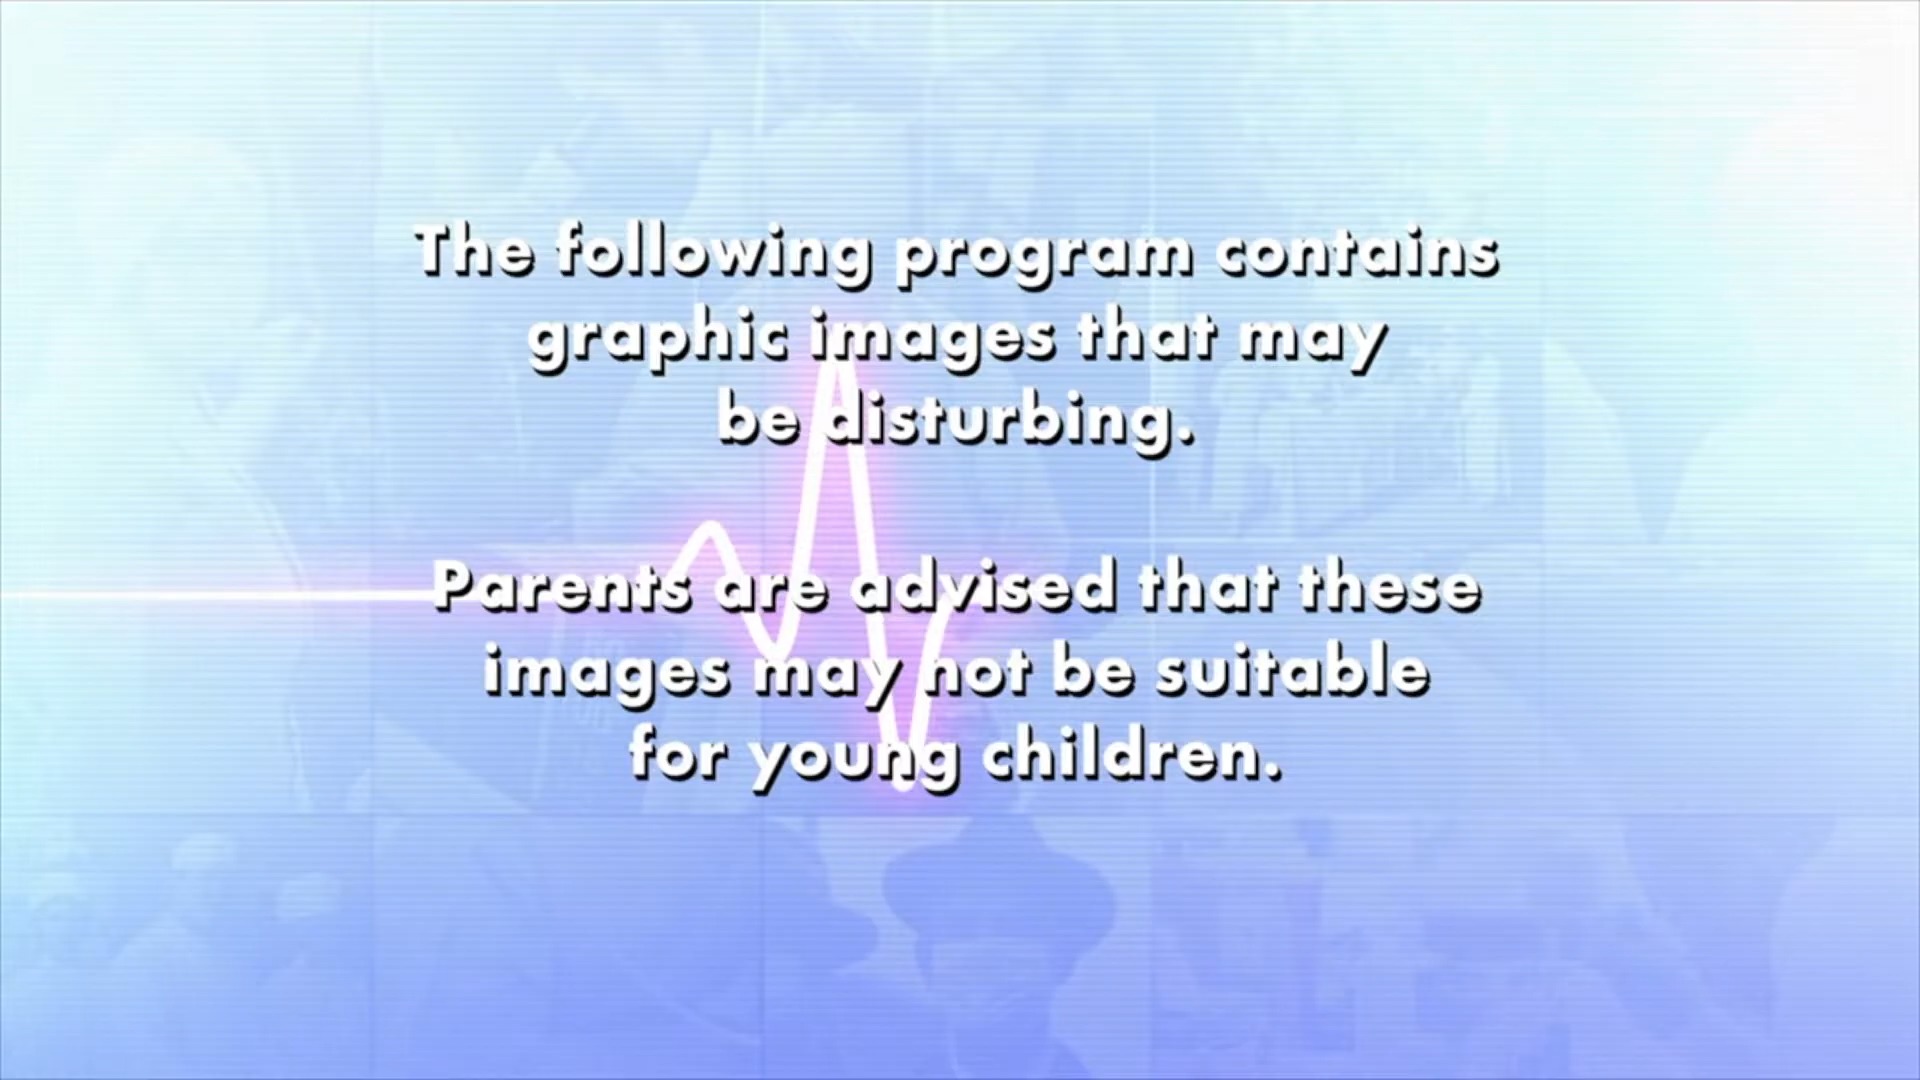 The following program contains
graphic images that may
be disturbing.
Parents are advised that these
images may not be suitable
for young children.